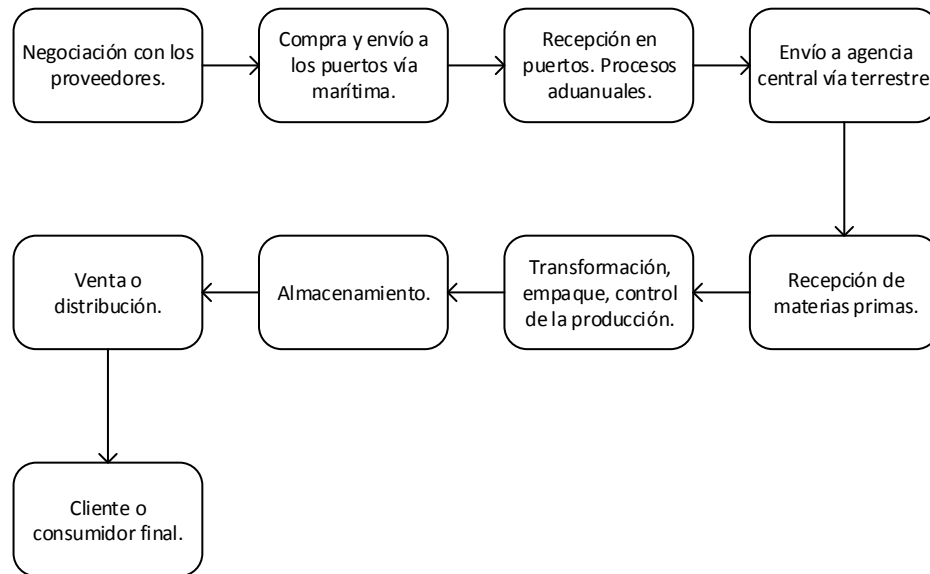 Negociación con los
proveedores.
Compra y envío a
los puertos vía
marítima.
Recepción en
puertos. Procesos
aduanuales.
Envío a agencia
central vía terrestre
Recepción de
materias primas.
Transformación,
empaque, control
de la producción.
Almacenamiento.
Venta o
distribución.
Cliente o
consumidor final.